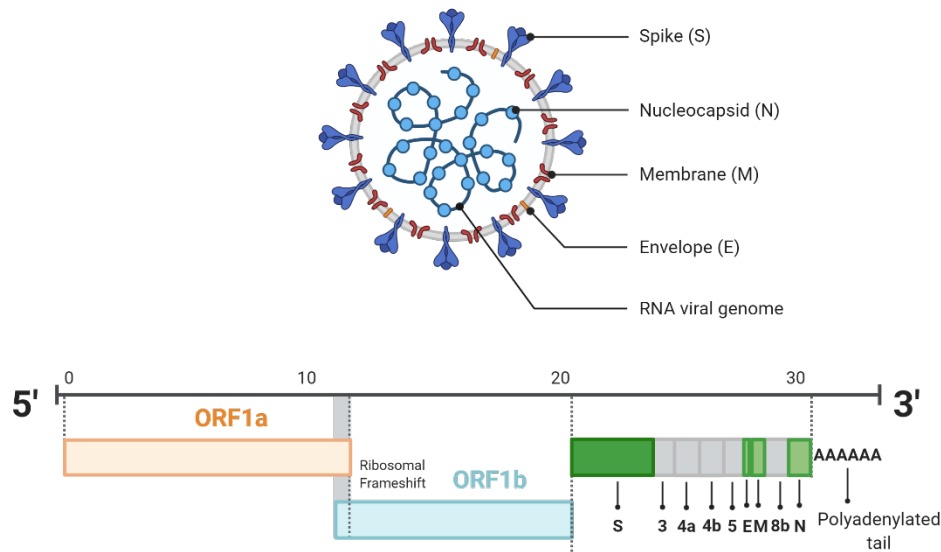 Spike (S)
Nucleocapsid (N)
Membrane (M)
Envelope (E)
RNA viral genome
0 10 20 30
5' 3'
ORF1a
Ribosomal
Frameshift
ORF1b
AAAAAA
S 3 4a 4b 5 E M 8b N
Polyadenylated
tail